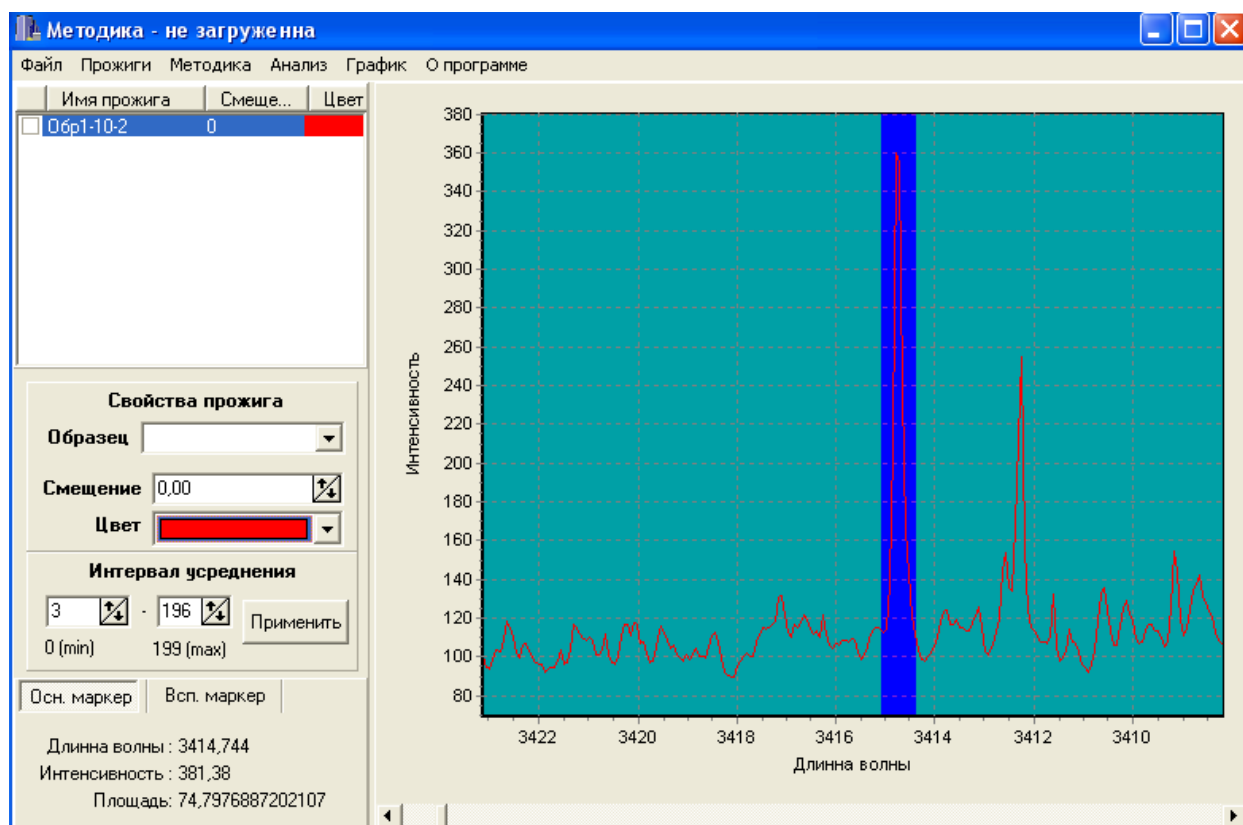 Методика - не загруженна
Файл Прожиги Методика Анализ График О программе
Имя прожига Смеще... Цвет
Обр1-10-2 0
Свойства прожига
Образец
Смещение 0,00
Цвет
Интервал усреднения
3 - 196 Применить
0 (min) 199 (max)
Осн. маркер Всп. маркер
Длинна волны : 3414,744
Интенсивность : 381,38
Площадь: 74,7976887202107
380
360
340
320
300
280
260
240
220
200
180
160
140
120
100
80
Интенсивность
3422 3420 3418 3416 3414 3412 3410
Длинна волны